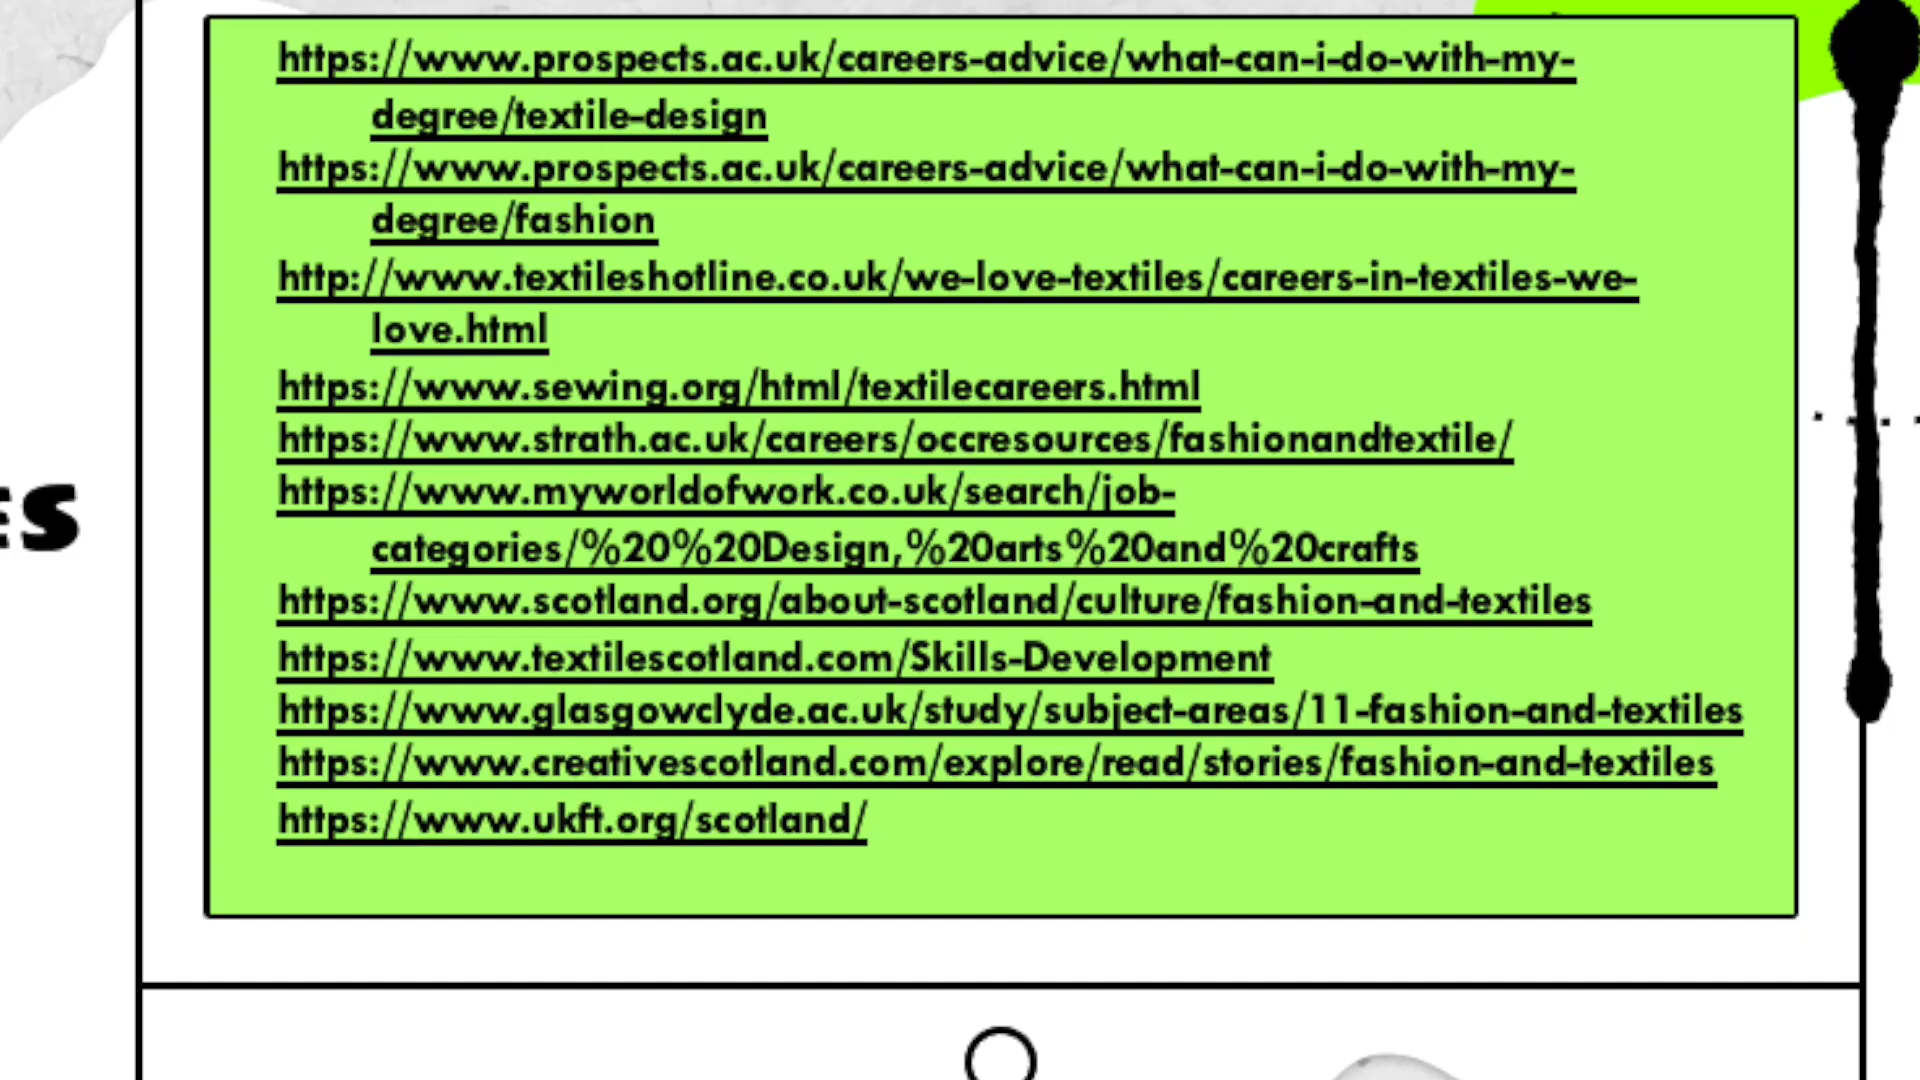 https://www.prospects.ac.uk/careers-advice/what-can-i-do-with-my-
degree/textile-design
https://www.prospects.ac.uk/careers-advice/what-can-i-do-with-my-
degree/fashion
http://www.textileshotline.co.uk/we-love-textiles/careers-in-textiles-we-
love.html
https://www.sewing.org/html/textilecareers.html
https://www.strath.ac.uk/careers/occresources/fashionandtextile/
https://www.myworldofwork.co.uk/search/job-
categories/%20%20Design,%20arts%20and%20crafts
https://www.scotland.org/about-scotland/culture/fashion-and-textiles
https://www.textilescotland.com/Skills-Development
https://www.glasgowclyde.ac.uk/study/subject-areas/11-fashion-and-textiles
https://www.creativescotland.com/explore/read/stories/fashion-and-textiles
https://www.ukft.org/scotland/